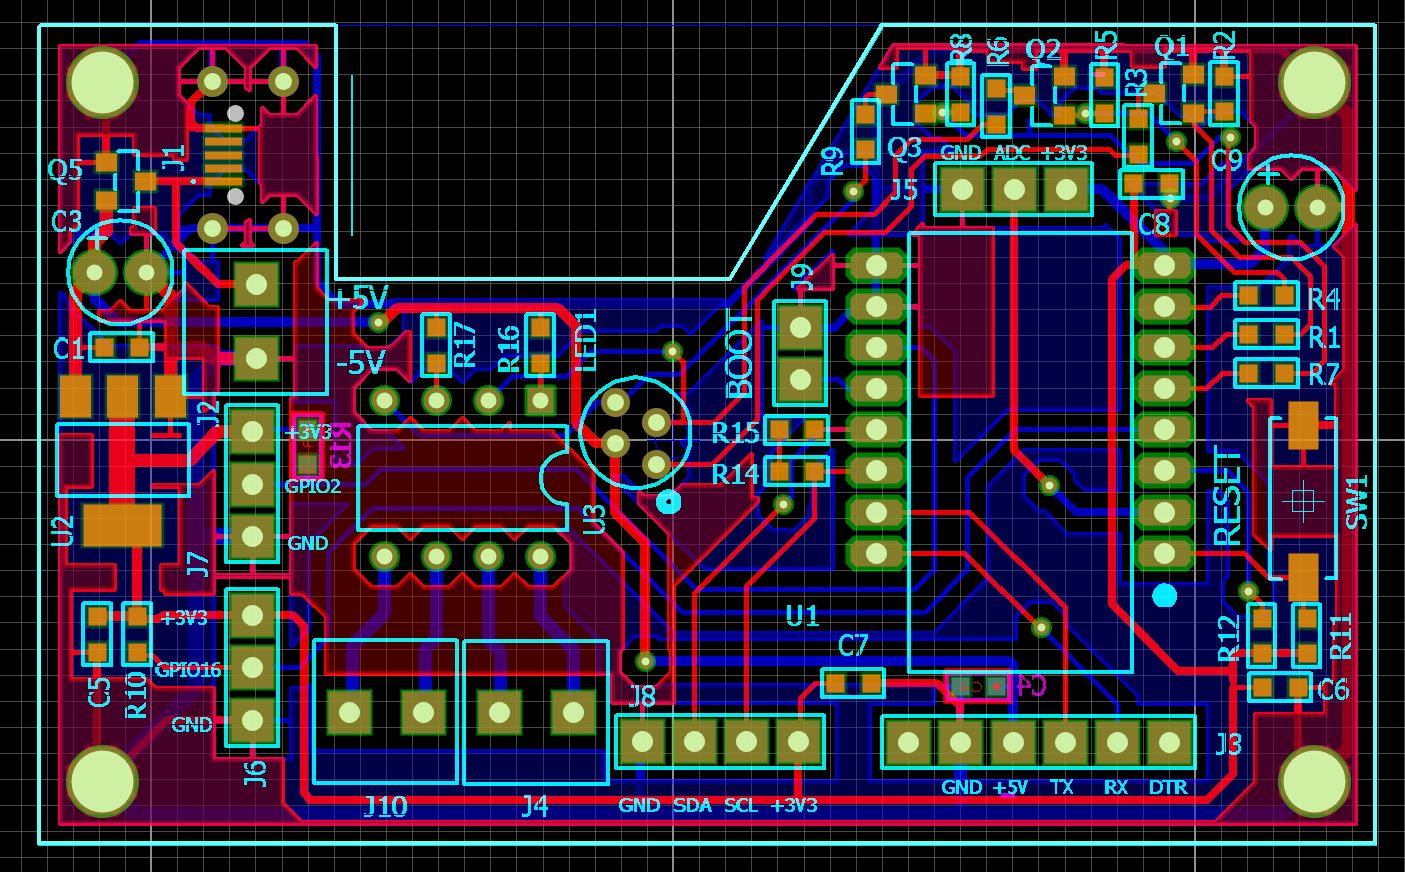 R8
R6
Q2
R5
Q1
R2
R3
Q5
J1
R9
Q3
GND ADC +3V3
C9
+
J5
C3
+
C8
J9
+5V
R4
C1
-5V
R17
R16
LED1
BOOT
R1
R7
J2
+3V3
R13
R15
GPIO2
R14
RESET
SW1
U2
U3
GND
J7
+3V3
U1
R12
R11
GPIO16
C7
C5
R10
C4
C6
GND
J8
J3
J6
GND +5V TX RX DTR
J10
J4
GND SDA SCL +3V3